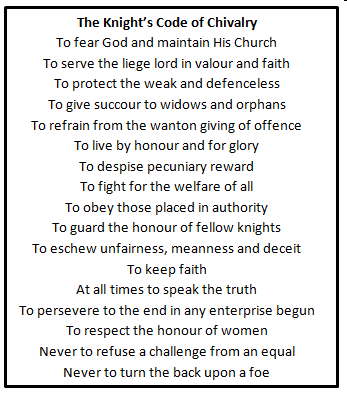 The Knight’s Code of Chivalry
To fear God and maintain His Church
To serve the liege lord in valour and faith
To protect the weak and defenceless
To give succour to widows and orphans
To refrain from the wanton giving of offence
To live by honour and for glory
To despise pecuniary reward
To fight for the welfare of all
To obey those placed in authority
To guard the honour of fellow knights
To eschew unfairness, meanness and deceit
To keep faith
At all times to speak the truth
To persevere to the end in any enterprise begun
To respect the honour of women
Never to refuse a challenge from an equal
Never to turn the back upon a foe